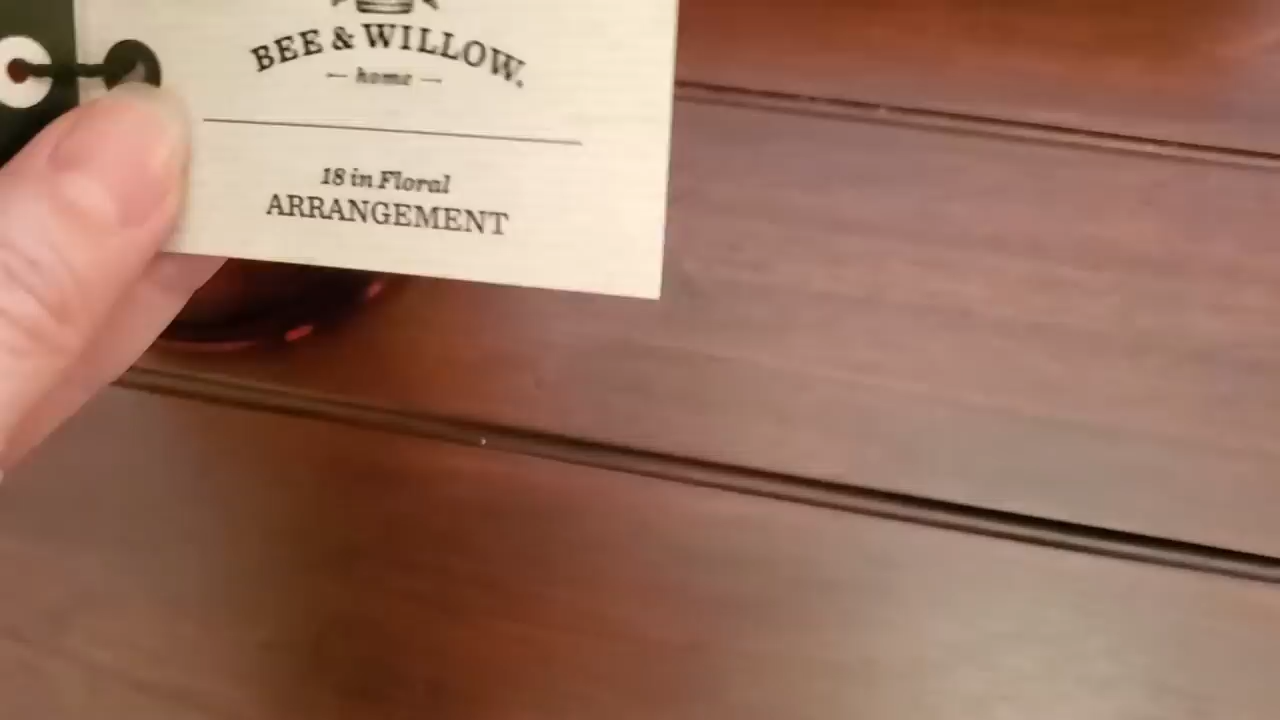 BEE & WILLOW.
— home —
18 in Floral
ARRANGEMENT